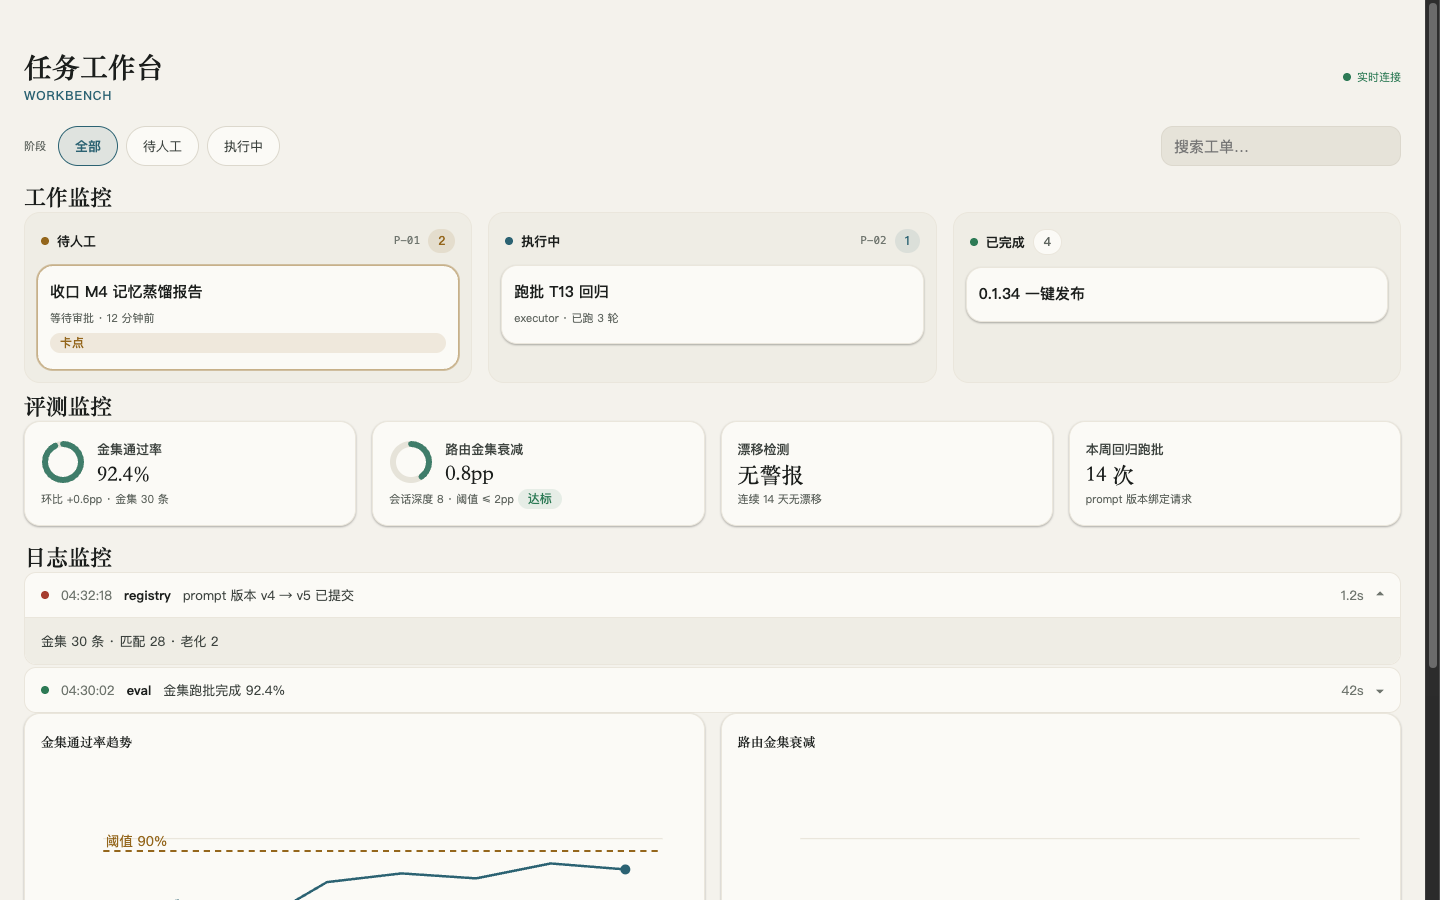 任务工作台
WORKBENCH
实时连接
阶段 全部 待人工 执行中
搜索工单...
工作监控
待人工 P-01 2
收口 M4 记忆蒸馏报告
等待审批 · 12 分钟前
卡点
执行中 P-02 1
跑批 T13 回归
executor · 已跑 3 轮
已完成 4
0.1.34 一键发布
评测监控
金集通过率
92.4%
环比 +0.6pp · 金集 30 条
路由金集衰减
0.8pp
会话深度 8 · 阈值 ≤ 2pp 达标
漂移检测
无警报
连续 14 天无漂移
本周回归跑批
14 次
prompt 版本绑定请求
日志监控
04:32:18 registry prompt 版本 v4 → v5 已提交 1.2s
金集 30 条 · 匹配 28 · 老化 2
04:30:02 eval 金集跑批完成 92.4% 42s
金集通过率趋势
阈值 90%
路由金集衰减